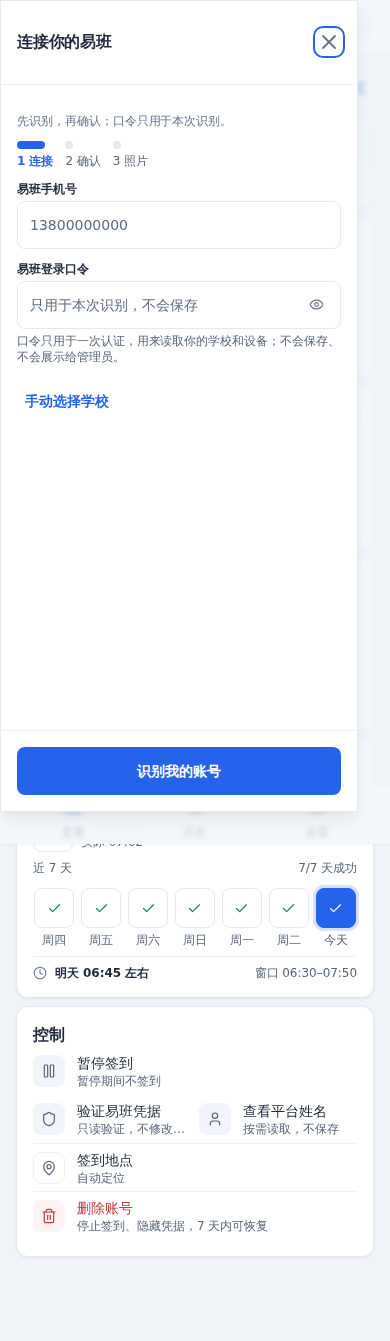 连接你的易班
先识别，再确认；口令只用于本次识别。
1 连接 2 确认 3 照片
易班手机号
13800000000
易班登录口令
只用于本次识别，不会保存
口令只用于一次认证，用来读取你的学校和设备；不会保存、
不会展示给管理员。
手动选择学校
识别我的账号
近 7 天 7/7 天成功
周四 周五 周六 周日 周一 周二 今天
明天 06:45 左右 窗口 06:30–07:50
控制
暂停签到
暂停期间不签到
验证易班凭据 查看平台姓名
只读验证，不修改… 按需读取，不保存
签到地点
自动定位
删除账号
停止签到、隐藏凭据，7 天内可恢复